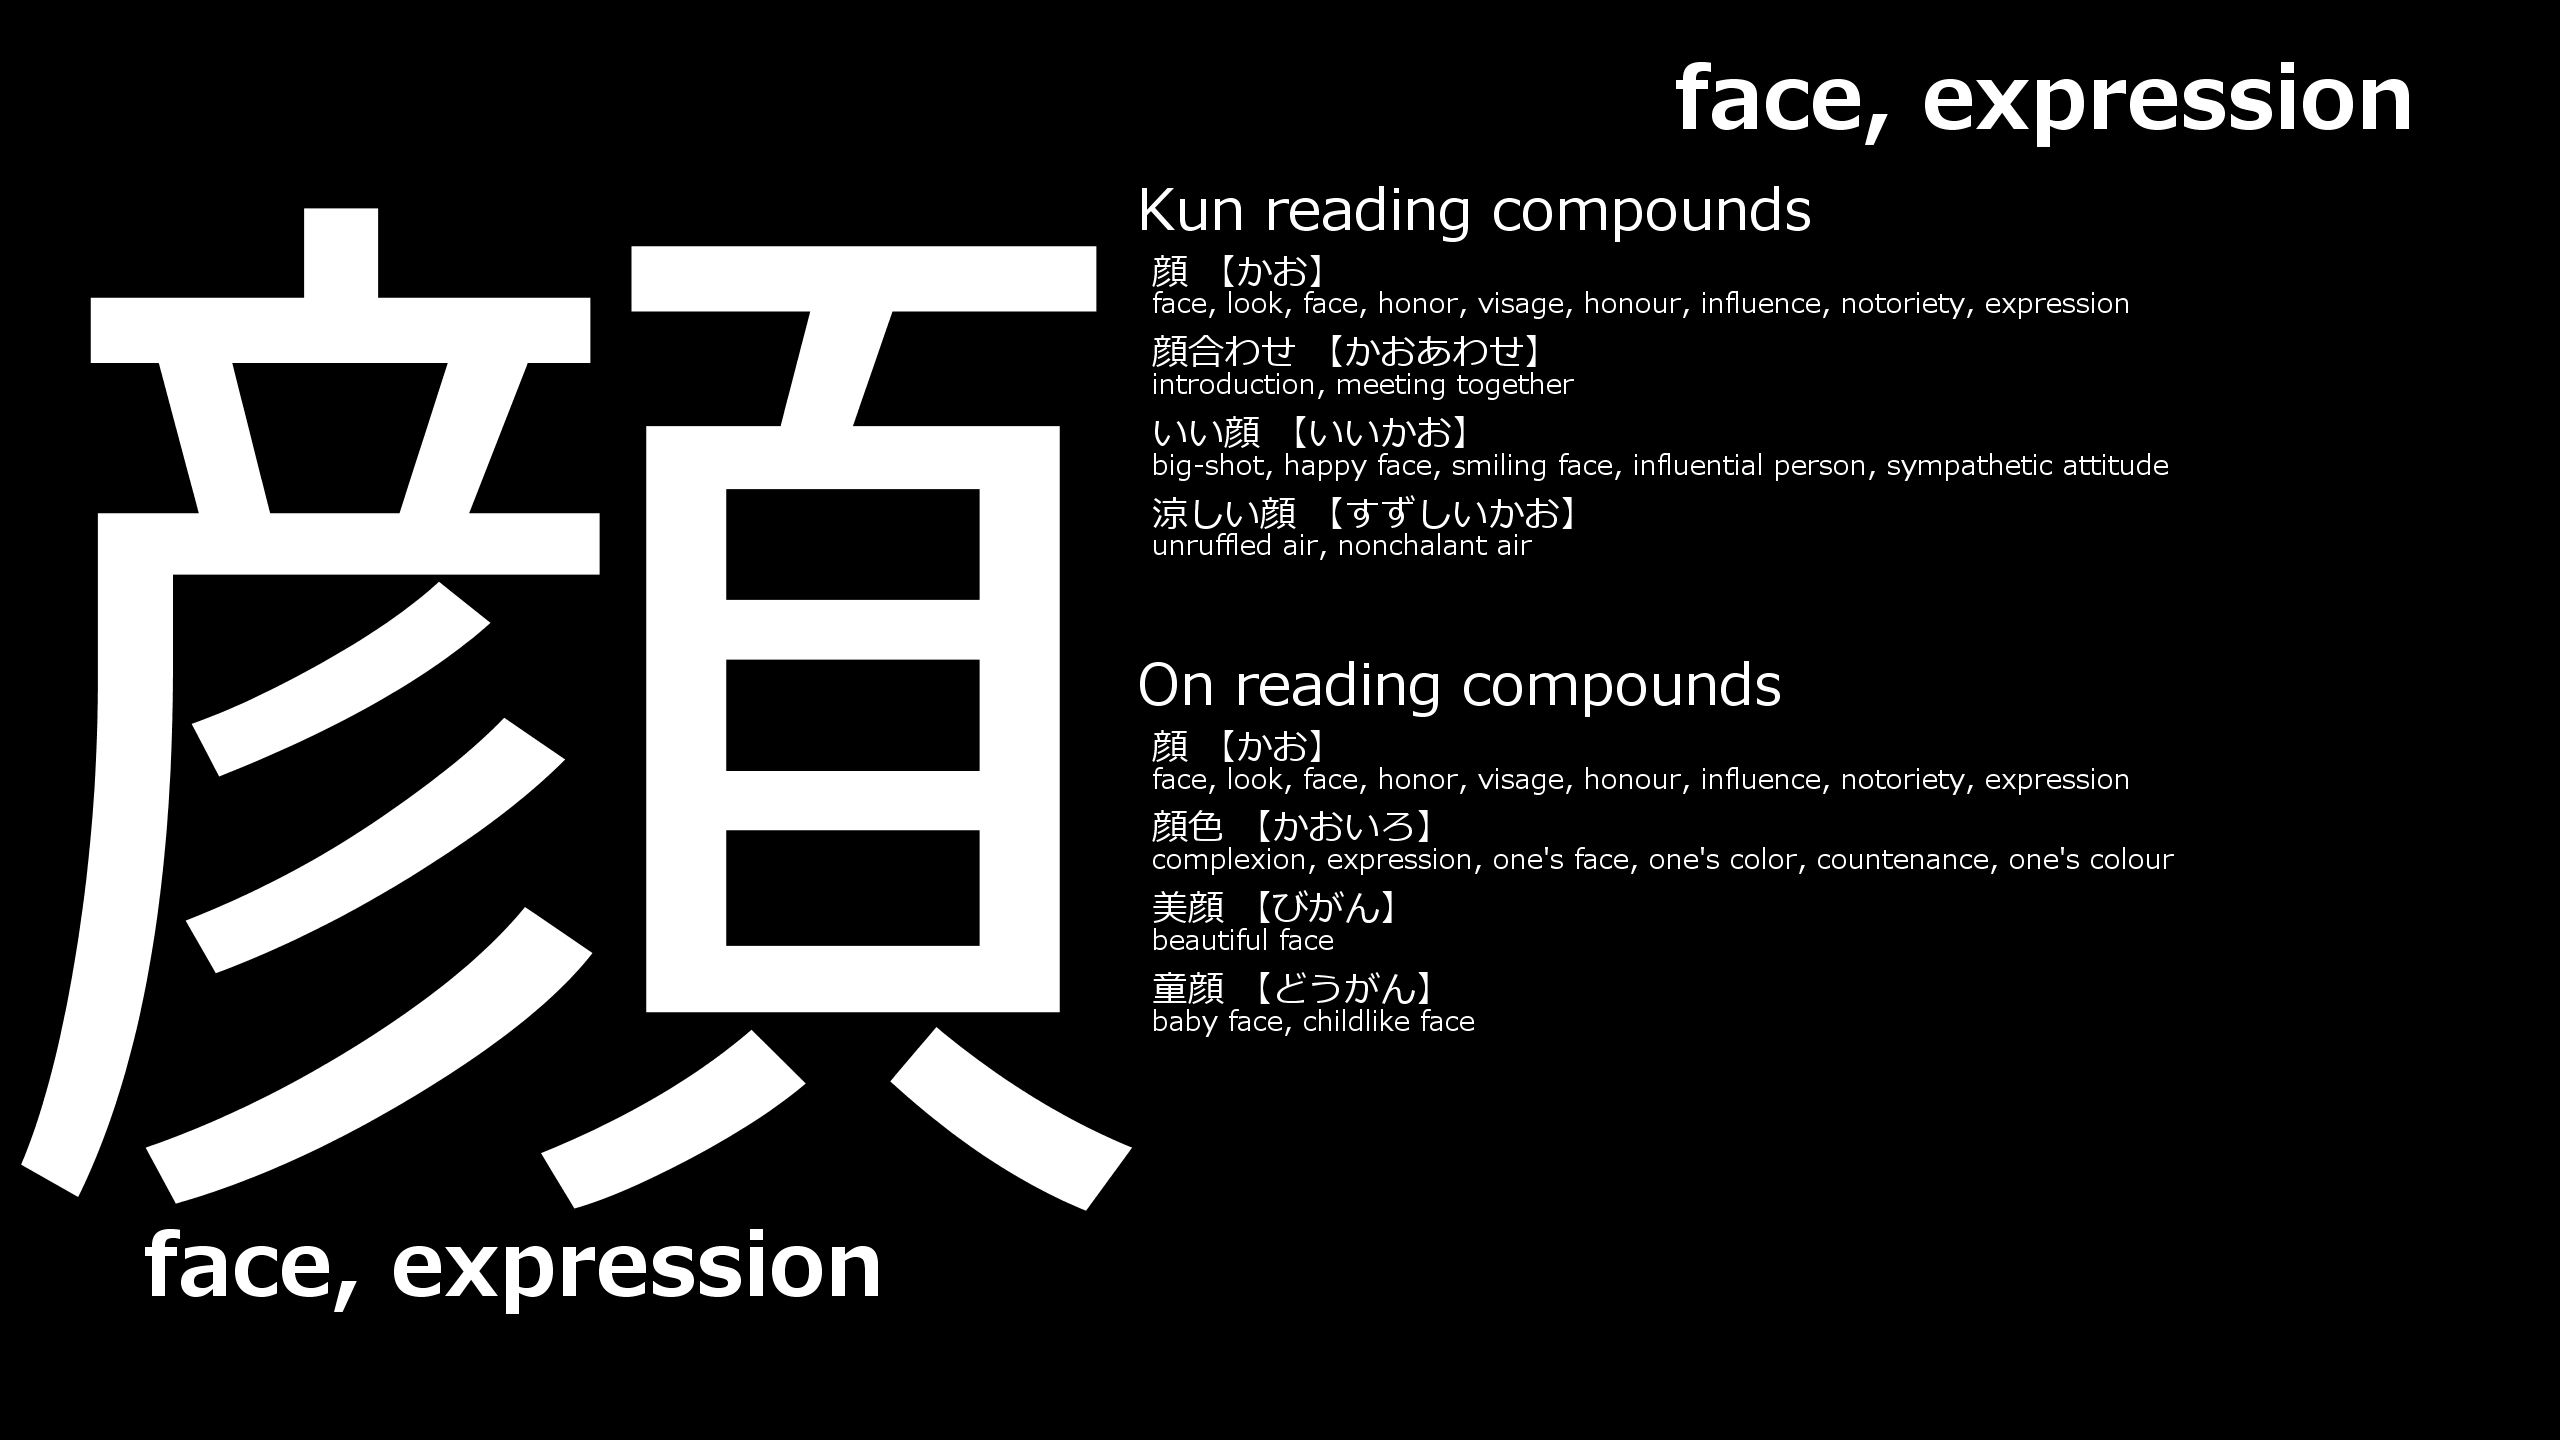 face, expression
顔
Kun reading compounds
顔 【かお】
face, look, face, honor, visage, honour, influence, notoriety, expression
顔合わせ 【かおあわせ】
introduction, meeting together
いい顔 【いいかお】
big-shot, happy face, smiling face, influential person, sympathetic attitude
涼しい顔 【すずしいかお】
unruffled air, nonchalant air
On reading compounds
顔 【かお】
face, look, face, honor, visage, honour, influence, notoriety, expression
顔色 【かおいろ】
complexion, expression, one's face, one's color, countenance, one's colour
美顔 【びがん】
beautiful face
童顔 【どうがん】
baby face, childlike face
face, expression